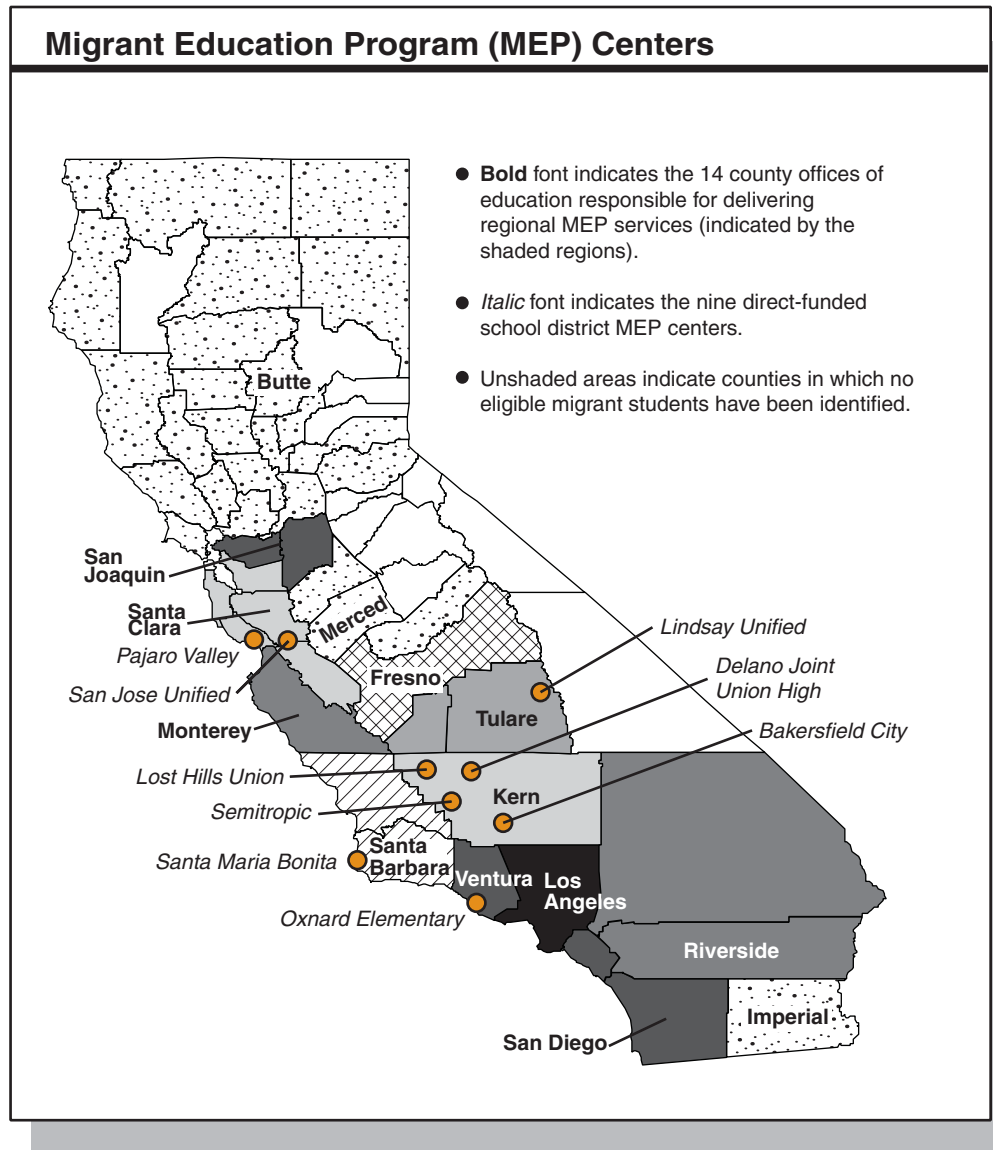 Migrant Education Program (MEP) Centers
● Bold font indicates the 14 county offices of
education responsible for delivering
regional MEP services (indicated by the
shaded regions).
● Italic font indicates the nine direct-funded
school district MEP centers.
● Unshaded areas indicate counties in which no
eligible migrant students have been identified.
Butte
San
Joaquin
Santa
Clara
Merced
Pajaro Valley
Lindsay Unified
Fresno
Delano Joint
Union High
San Jose Unified
Tulare
Monterey
Bakersfield City
Lost Hills Union
Kern
Semitropic
Santa
Barbara
Santa Maria Bonita
Ventura
Los
Angeles
Oxnard Elementary
Riverside
Imperial
San Diego